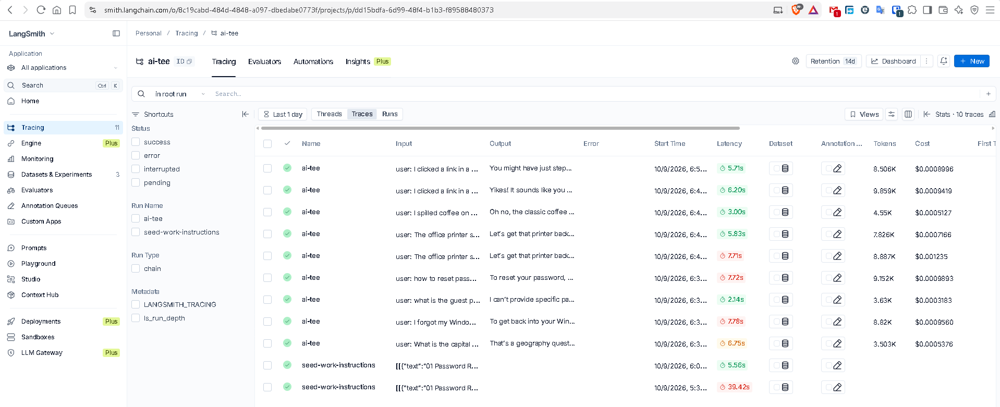 smith.langchain.com/o/8c19cabd-484d-4848-a097-dbedabe0773f/projects/p/dd15bdfa-6d99-48f4-b1b3-f89588480373
99+
1
1
LangSmith
Personal / Tracing / ai-tee
Application
All applications
Search Ctrl K
Home
Tracing 11
Engine Plus
Monitoring
Datasets & Experiments 3
Evaluators
Annotation Queues
Custom Apps
Prompts
Playground
Studio
Context Hub
Deployments Plus
Sandboxes
LLM Gateway Plus
ai-tee ID Tracing Evaluators Automations Insights Plus
Retention 14d Dashboard + New
in root run Search...
Shortcuts
Status
success
error
interrupted
pending
Run Name
ai-tee
seed-work-instructions
Run Type
chain
Metadata
LANGSMITH_TRACING
ls_run_depth
Last 1 day Threads Traces Runs Views Stats · 10 traces
Name Input Output Error Start Time Latency Dataset Annotation ... Tokens Cost First T
ai-tee user: I clicked a link in a ... You might have just step... 10/9/2026, 6:5... 5.71s 8.506K $0.0008996
ai-tee user: I clicked a link in a ... Yikes! It sounds like you ... 10/9/2026, 6:4... 6.20s 9.859K $0.0009419
ai-tee user: I spilled coffee on ... Oh no, the classic coffee ... 10/9/2026, 6:4... 3.00s 4.55K $0.0005127
ai-tee user: The office printer s... Let's get that printer back... 10/9/2026, 6:4... 5.83s 7.826K $0.0007166
ai-tee user: The office printer s... Let's get that printer back... 10/9/2026, 6:4... 7.71s 8.887K $0.001235
ai-tee user: how to reset pass... To reset your password, ... 10/9/2026, 6:3... 7.72s 9.152K $0.0009893
ai-tee user: what is the guest p... I can't provide specific pa... 10/9/2026, 6:3... 2.14s 3.63K $0.0003183
ai-tee user: I forgot my Windo... To get back into your Win... 10/9/2026, 6:3... 7.78s 8.82K $0.0009560
ai-tee user: What is the capital ... That's a geography quest... 10/9/2026, 6:3... 6.75s 3.503K $0.0005376
seed-work-instructions [[{"text":"01 Password R... 10/9/2026, 6:0... 5.56s
seed-work-instructions [[{"text":"01 Password R... 10/9/2026, 5:3... 39.42s